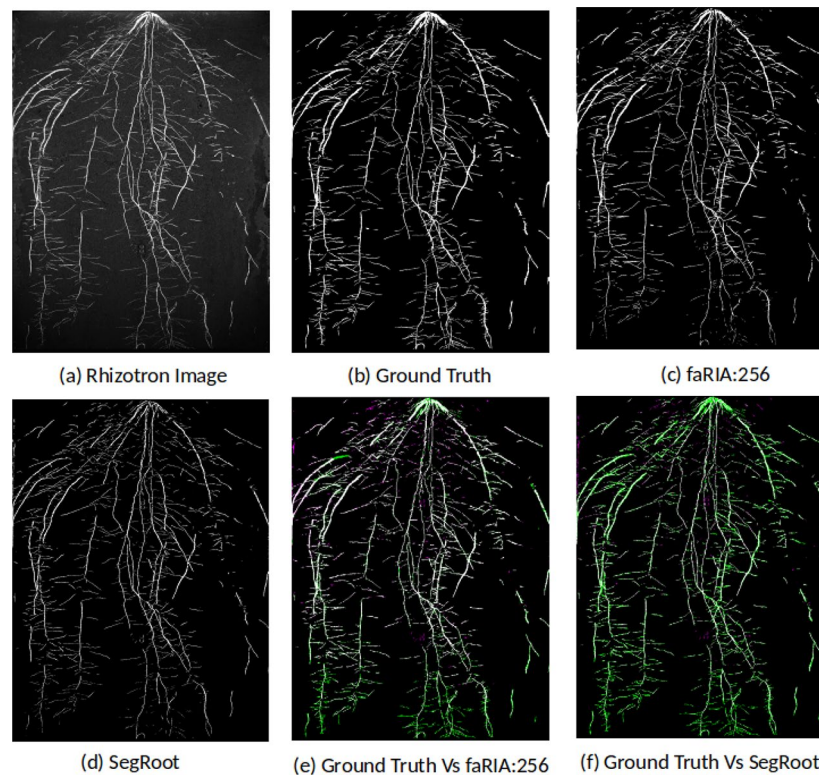 (a) Rhizotron Image
(b) Ground Truth
(c) faRIA:256
(d) SegRoot
(e) Ground Truth Vs faRIA:256
(f) Ground Truth Vs SegRoot